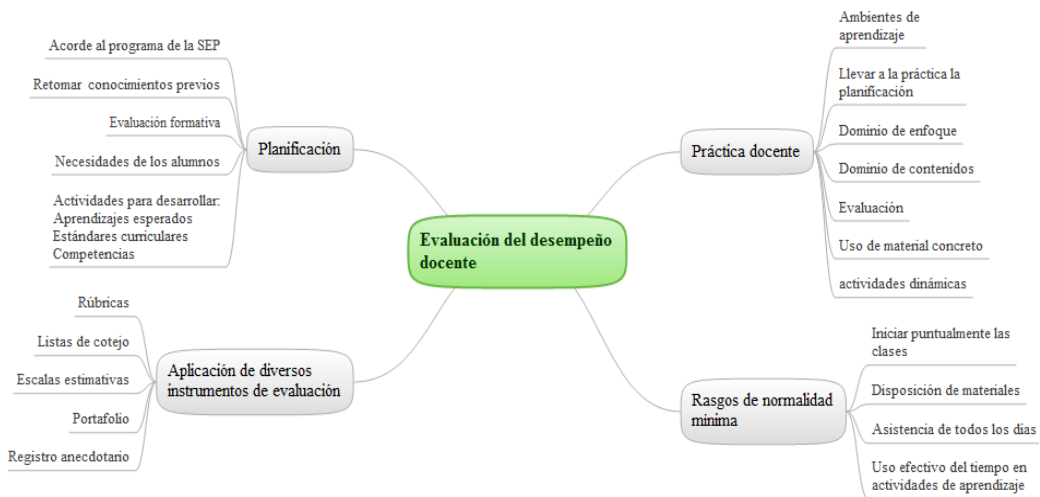 Evaluación del desempeño
docente
Planificación
Acorde al programa de la SEP
Retomar conocimientos previos
Evaluación formativa
Necesidades de los alumnos
Actividades para desarrollar:
Aprendizajes esperados
Estándares curriculares
Competencias
Aplicación de diversos
instrumentos de evaluación
Rúbricas
Listas de cotejo
Escalas estimativas
Portafolio
Registro anecdotario
Práctica docente
Ambientes de
aprendizaje
Llevar a la práctica la
planificación
Dominio de enfoque
Dominio de contenidos
Evaluación
Uso de material concreto
actividades dinámicas
Rasgos de normalidad
minima
Iniciar puntualmente las
clases
Disposición de materiales
Asistencia de todos los dias
Uso efectivo del tiempo en
actividades de aprendizaje